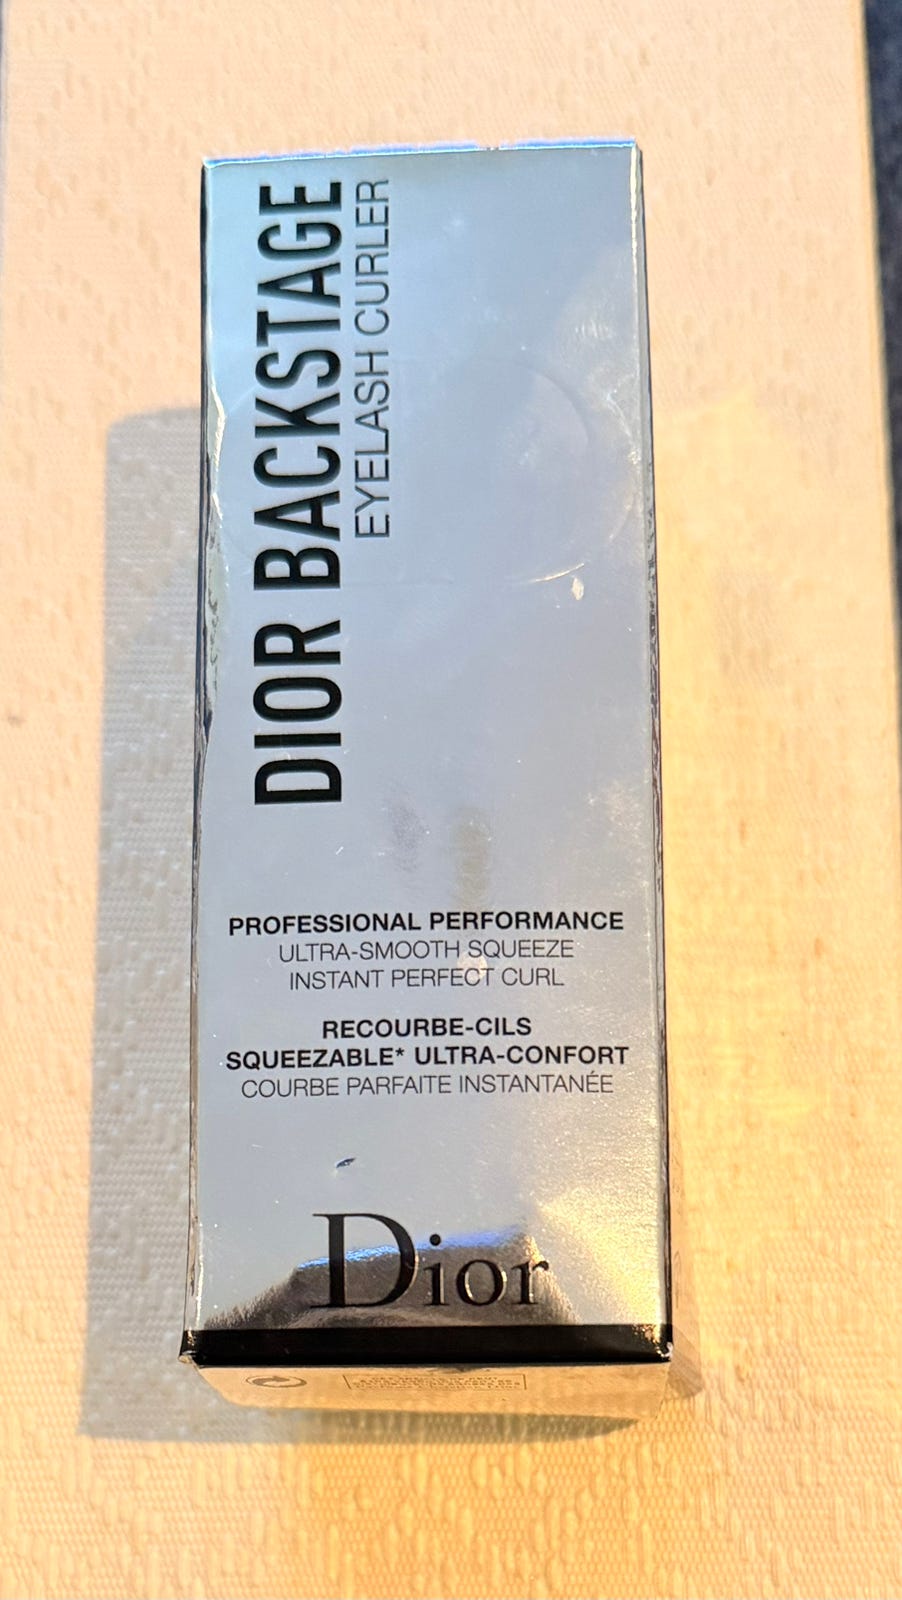 DIOR BACKSTAGE
EYELASH CURLER
PROFESSIONAL PERFORMANCE
ULTRA-SMOOTH SQUEEZE
INSTANT PERFECT CURL
RECOURBE-CILS
SQUEEZABLE* ULTRA-CONFORT
COURBE PARFAITE INSTANTANÉE
Dior